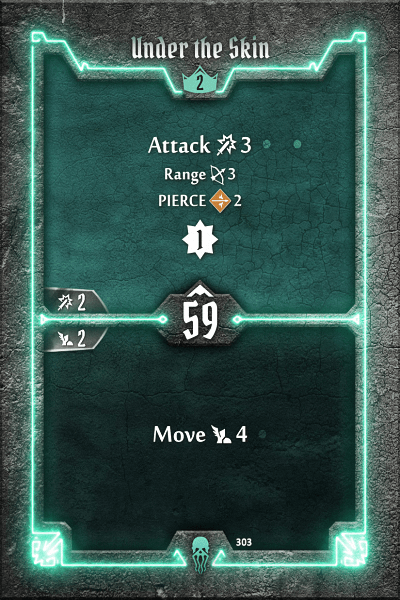 Under the Skin
2
Attack 3
Range 3
PIERCE 2
1
2
59
2
Move 4
303